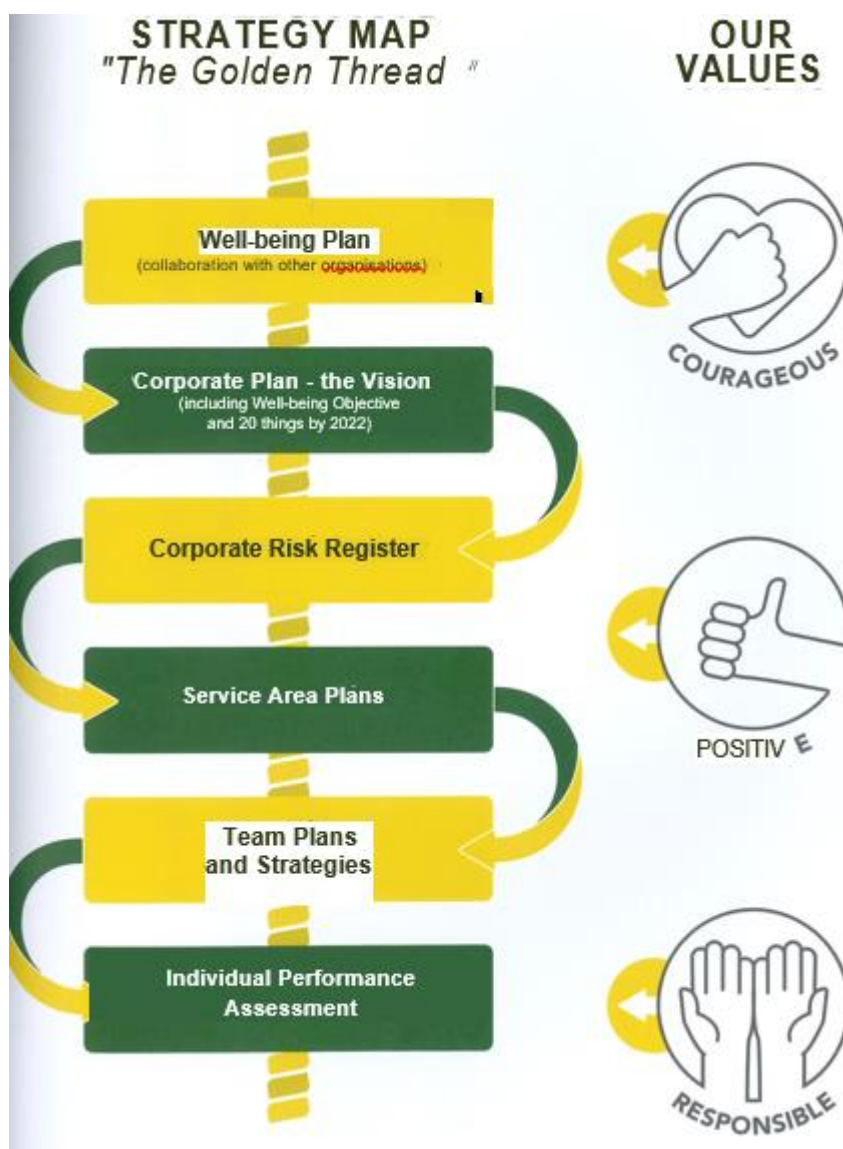 STRATEGY MAP
"The Golden Thread "
OUR
VALUES
Well-being Plan
(collaboration with other organisations)
Corporate Plan - the Vision
(including Well-being Objective
and 20 things by 2022)
Corporate Risk Register
Service Area Plans
Team Plans
and Strategies
Individual Performance
Assessment
COURAGEOUS
POSITIV E
RESPONSIBLE